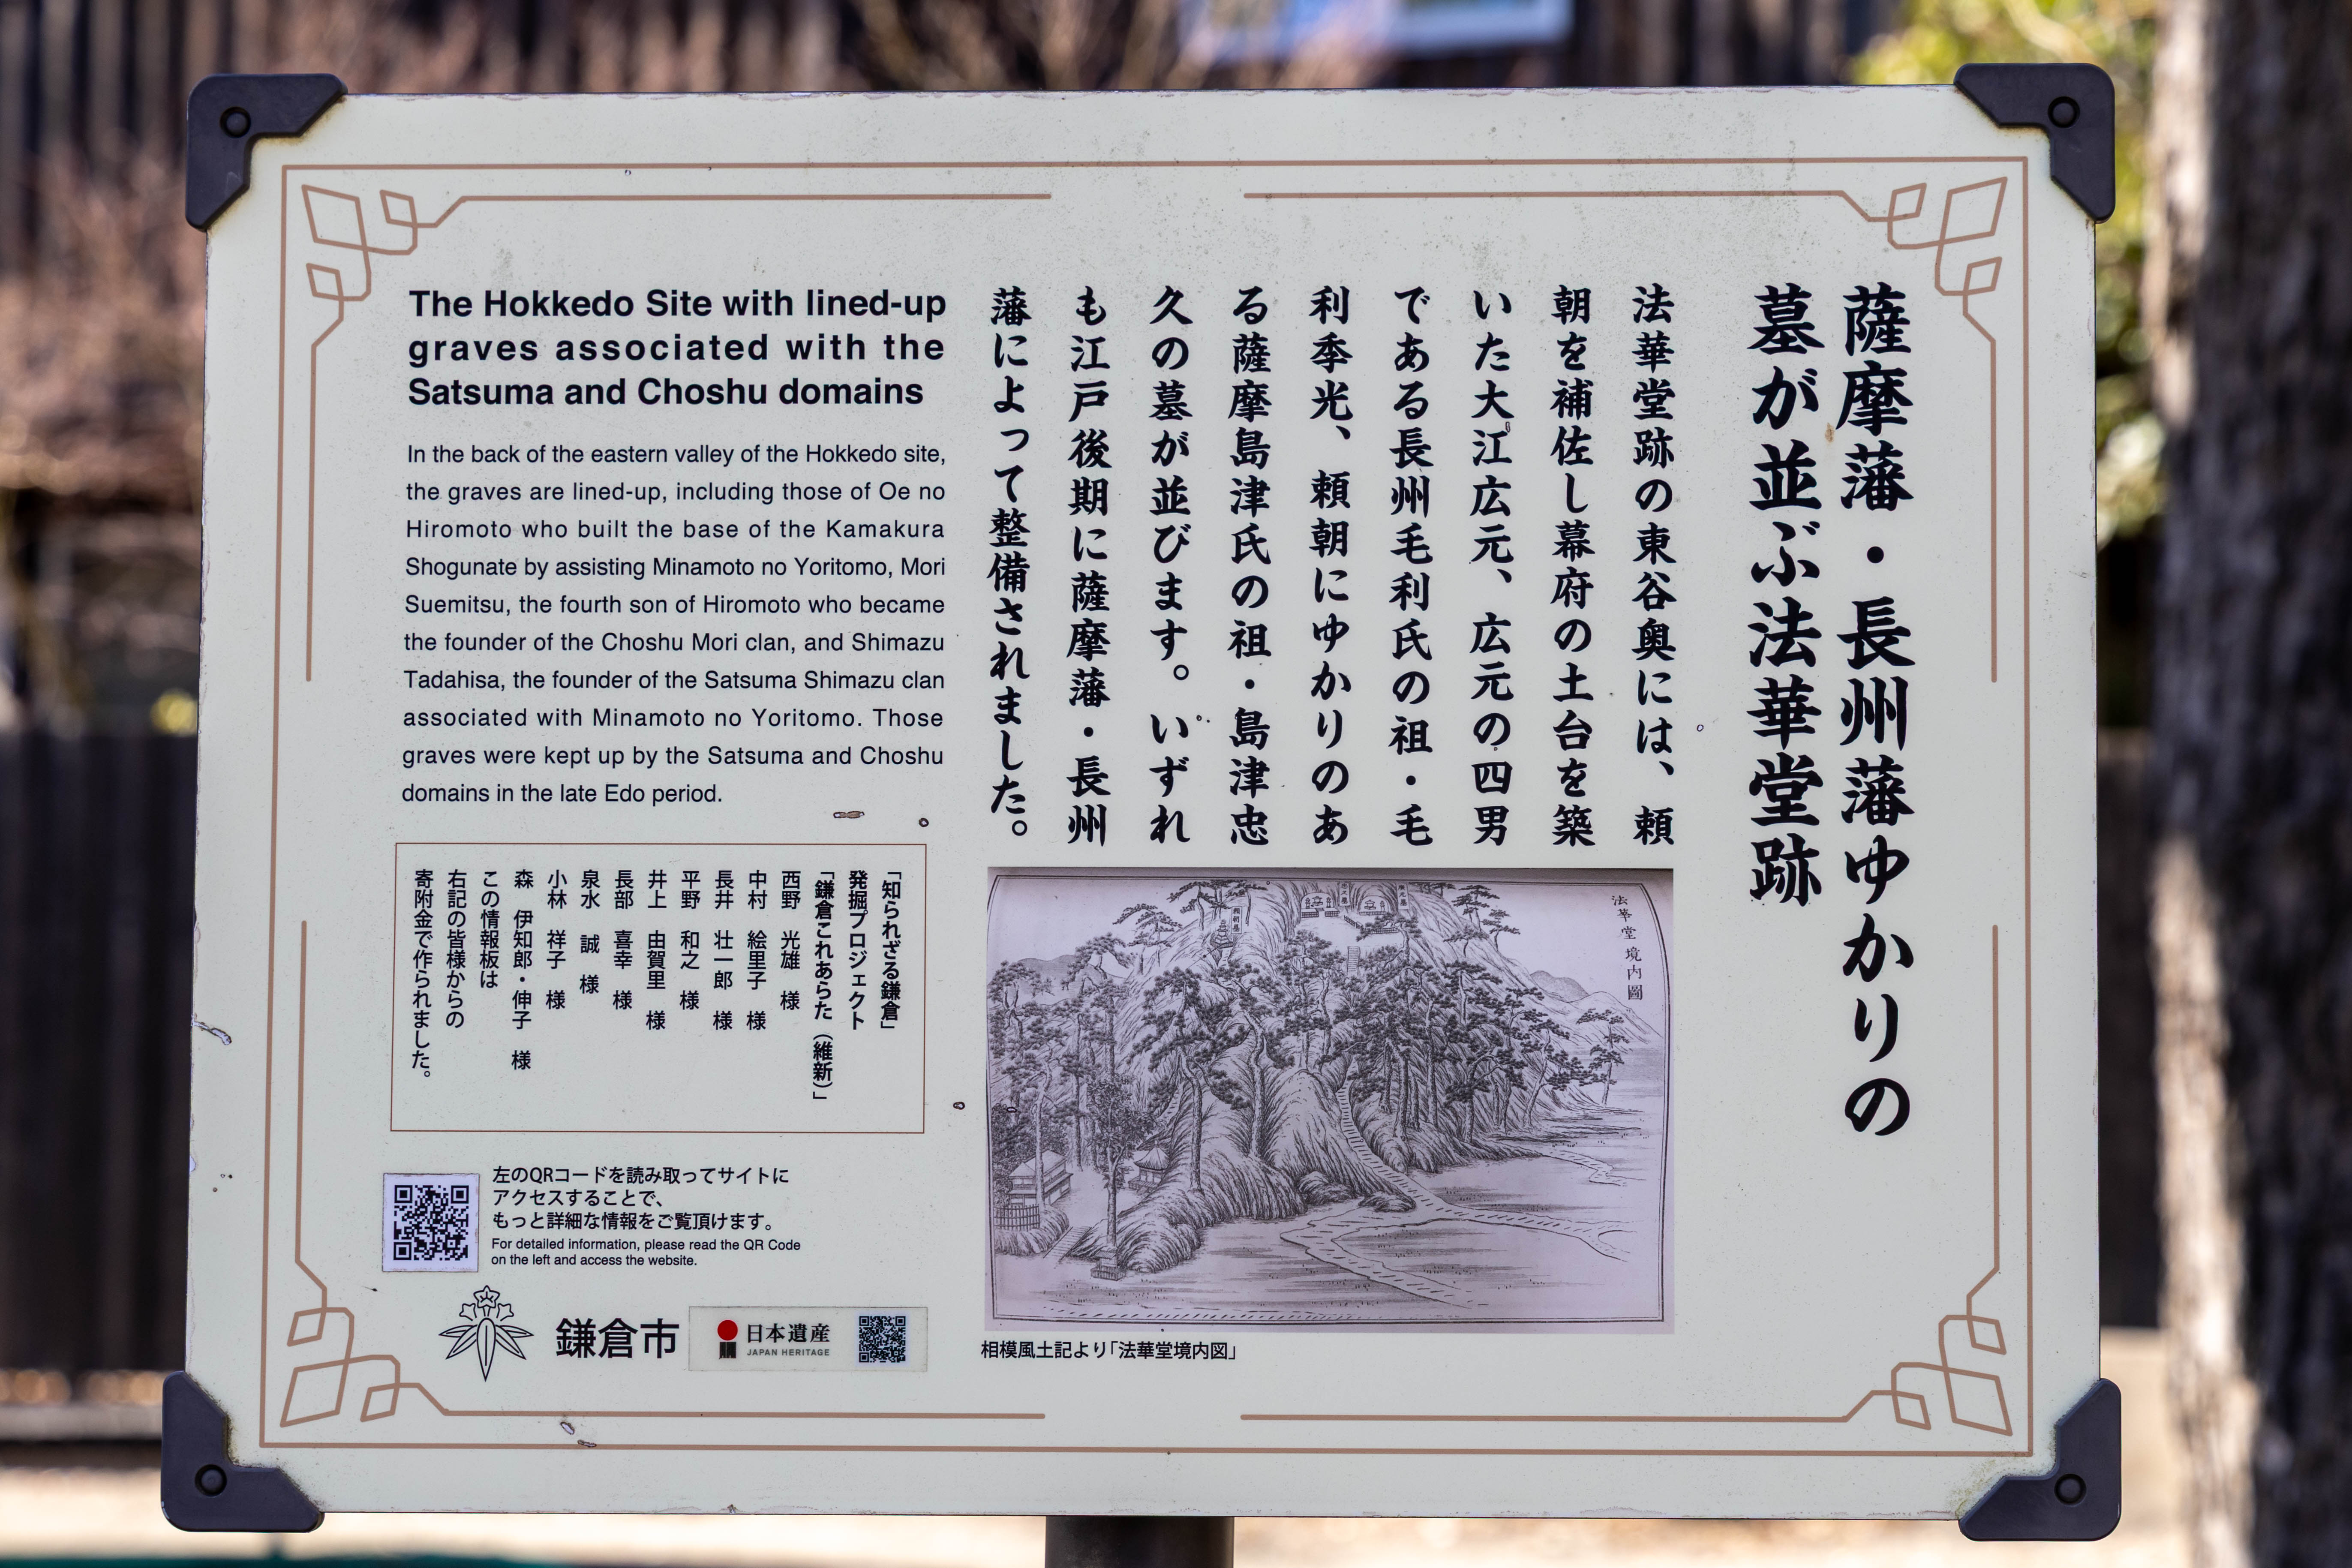 薩摩藩・長州藩ゆかりの
墓が並ぶ法華堂跡
法華堂跡の東谷奥には、頼
朝を補佐し幕府の土台を築
いた大江広元、広元の四男
である長州毛利氏の祖・毛
利季光、頼朝にゆかりのあ
る薩摩島津氏の祖・島津忠
久の墓が並びます。いずれ
も江戸後期に薩摩藩・長州
藩によって整備されました。
法華堂境内圖
相模風土記より「法華堂境内図」
The Hokkedo Site with lined-up
graves associated with the
Satsuma and Choshu domains
In the back of the eastern valley of the Hokkedo site,
the graves are lined-up, including those of Oe no
Hiromoto who built the base of the Kamakura
Shogunate by assisting Minamoto no Yoritomo, Mori
Suemitsu, the fourth son of Hiromoto who became
the founder of the Choshu Mori clan, and Shimazu
Tadahisa, the founder of the Satsuma Shimazu clan
associated with Minamoto no Yoritomo. Those
graves were kept up by the Satsuma and Choshu
domains in the late Edo period.
「知られざる鎌倉」
発掘プロジェクト
「鎌倉これあらた（維新）」
西野 光雄 様
中村 絵里子 様
長井 壮一郎 様
平野 和之 様
井上 由賀里 様
長部 喜幸 様
泉水 誠 様
小林 祥子 様
森 伊知郎・伸子 様
この情報板は
右記の皆様からの
寄附金で作られました。
左のQRコードを読み取ってサイトに
アクセスすることで、
もっと詳細な情報をご覧頂けます。
For detailed information, please read the QR Code
on the left and access the website.
鎌倉市
日本遺産
JAPAN HERITAGE